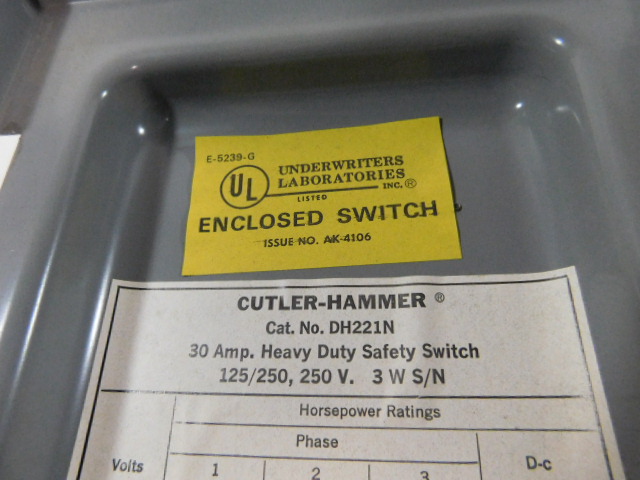 E-5239-G
UL
UNDERWRITERS
LABORATORIES
INC.®
LISTED
ENCLOSED SWITCH
ISSUE NO. AK-4106
CUTLER-HAMMER ®
Cat. No. DH221N
30 Amp. Heavy Duty Safety Switch
125/250, 250 V. 3 W S/N
Horsepower Ratings
Phase
Volts 1 2 3 D-c